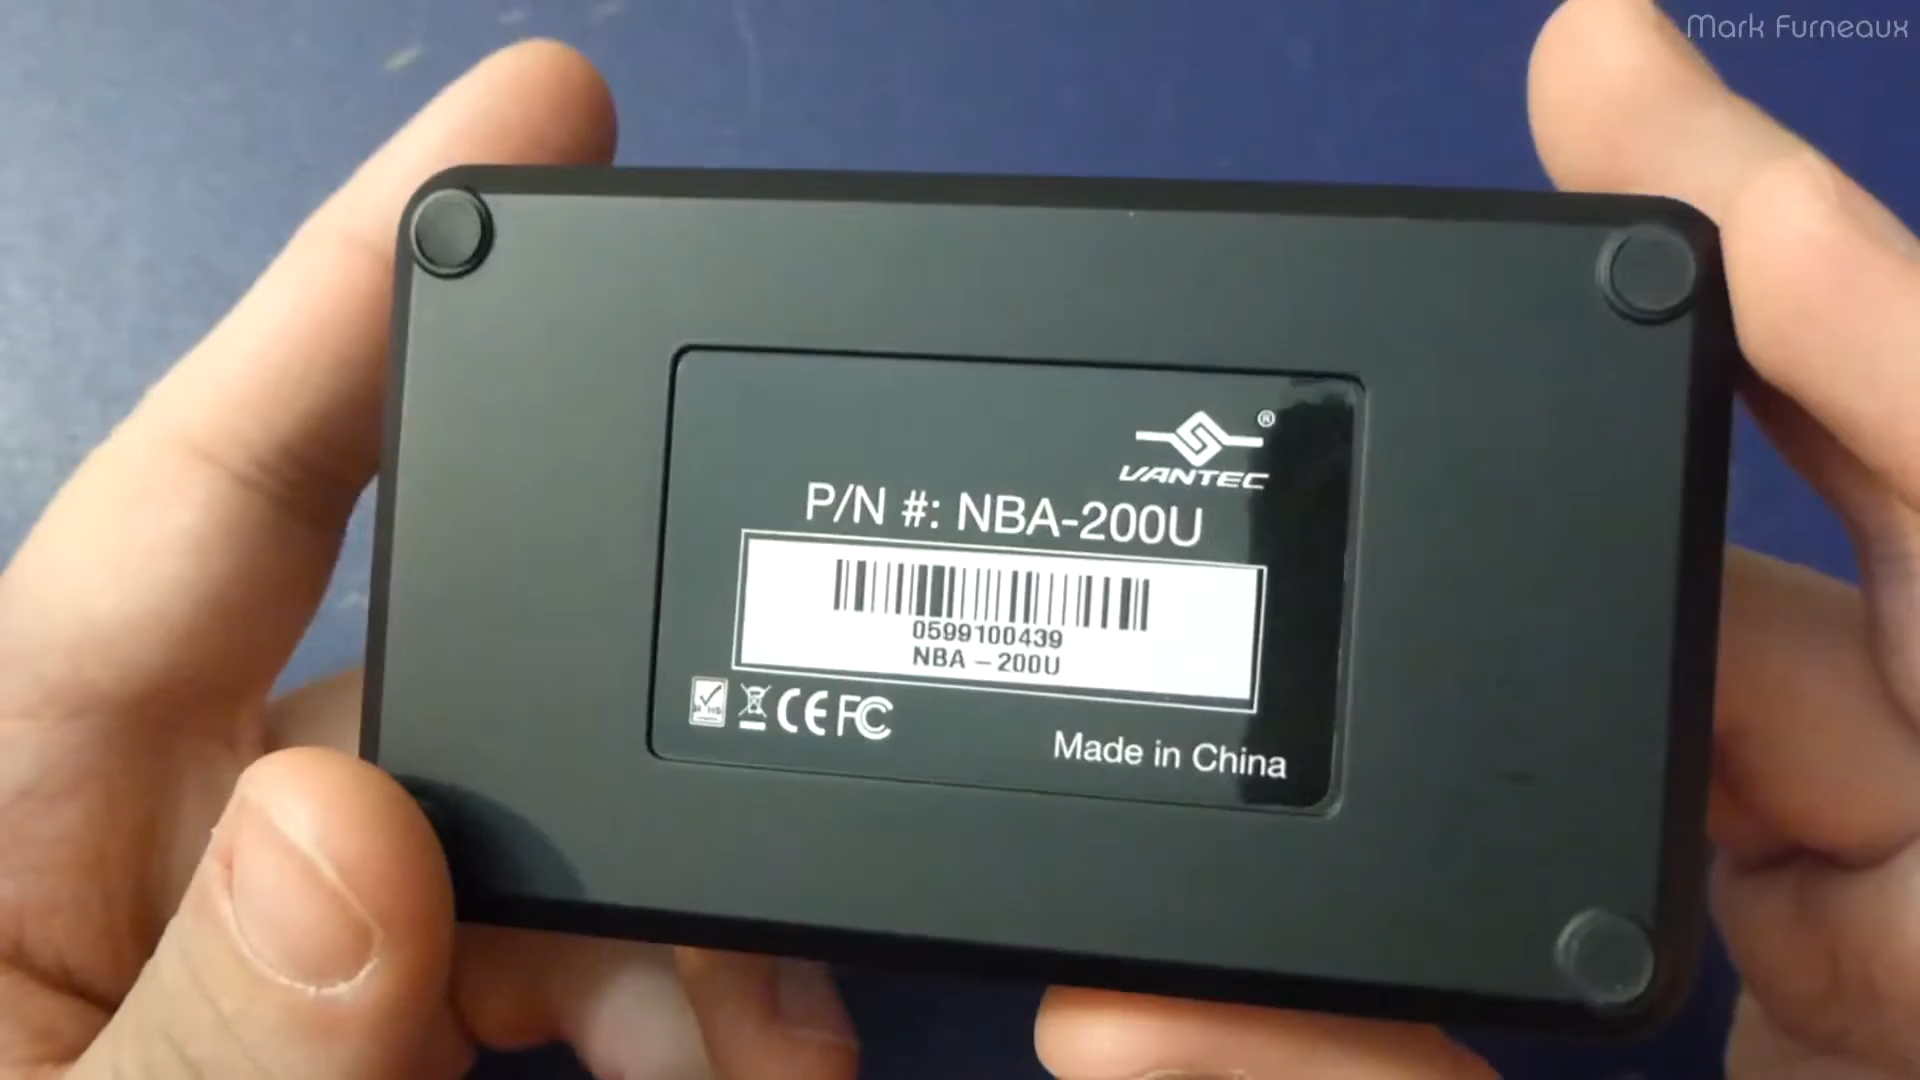 Mark Furneaux
®
VANTEC
P/N #: NBA-200U
0599100439
NBA - 200U
CE FC
Made in China